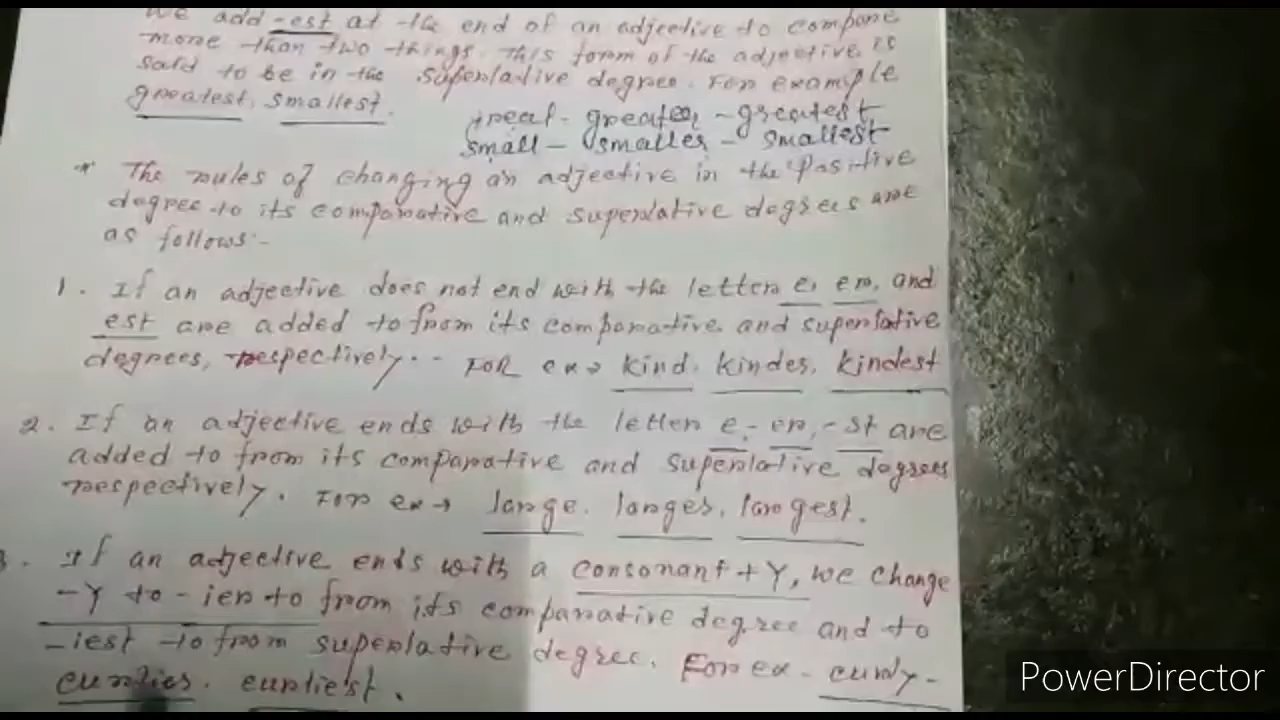 We add -est at the end of an adjective to compare
more than two things. This form of the adjective is
said to be in the superlative degree. For example
greatest, smallest.
great - greater - greatest
small - smaller - smallest
* The rules of changing an adjective in the Positive
degree to its comparative and superlative degrees are
as follows:-
1. If an adjective does not end with the letter e, er, and
est are added to from its comparative and superlative
degrees, respectively.. FOR ex→ kind, kinder, kindest
2. If an adjective ends with the letter e, -er, -st are
added to from its comparative and superlative degrees
respectively. For ex→ large, larger, largest.
3. If an adjective ends with a consonant + Y, we change
-Y to -ier to from its comparative degree and to
-iest to from superlative degree. For ex - curly -
curlier, curliest.
PowerDirector